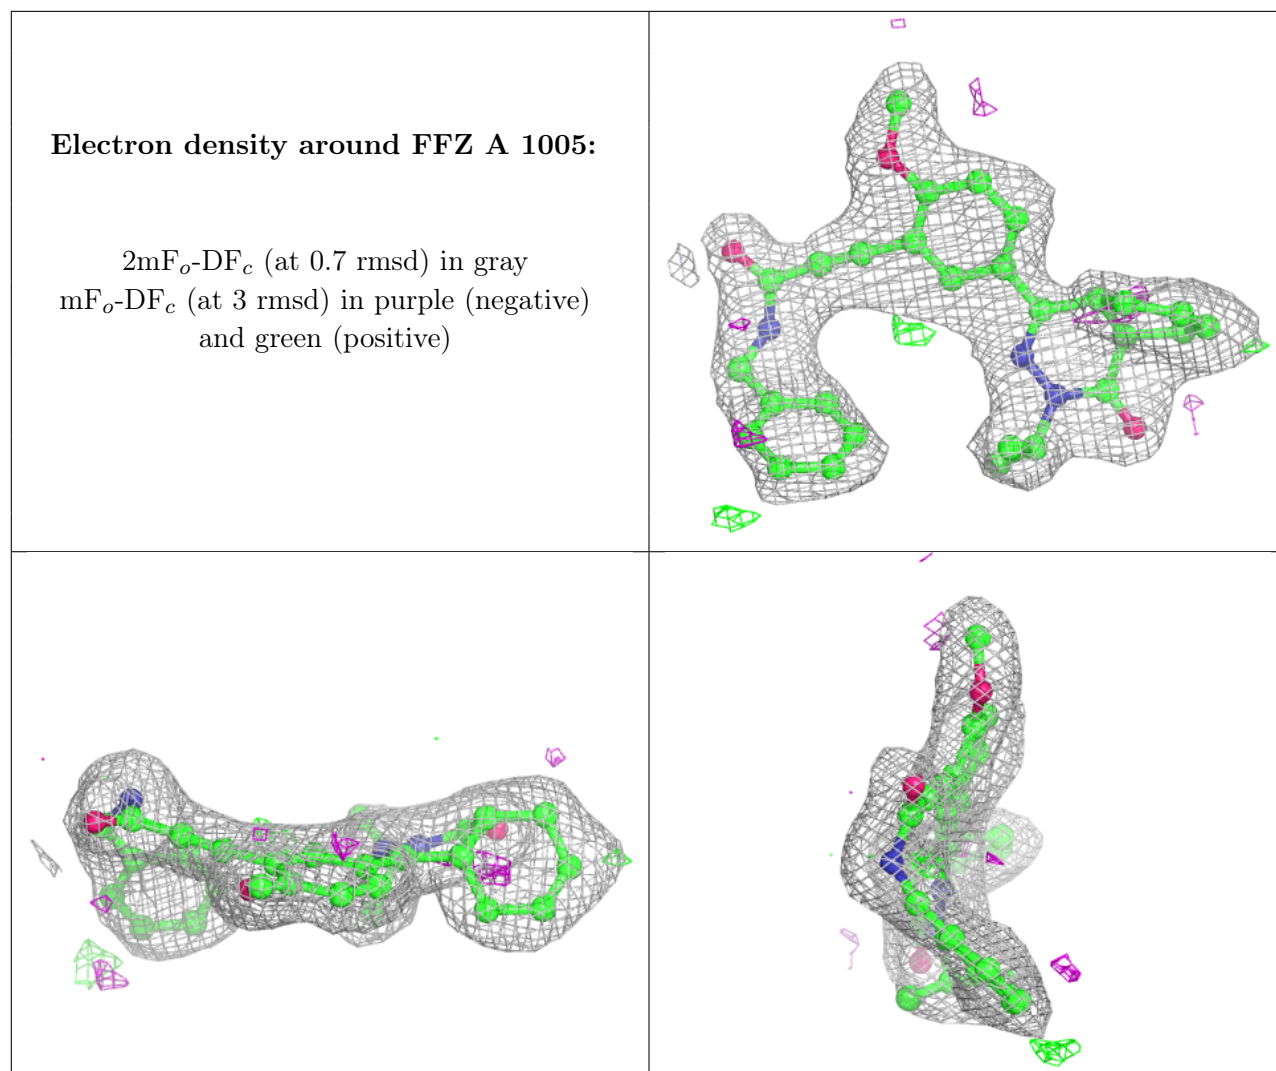 Electron density around FFZ A 1005:
2mFo-DFc (at 0.7 rmsd) in gray
mFo-DFc (at 3 rmsd) in purple (negative)
and green (positive)